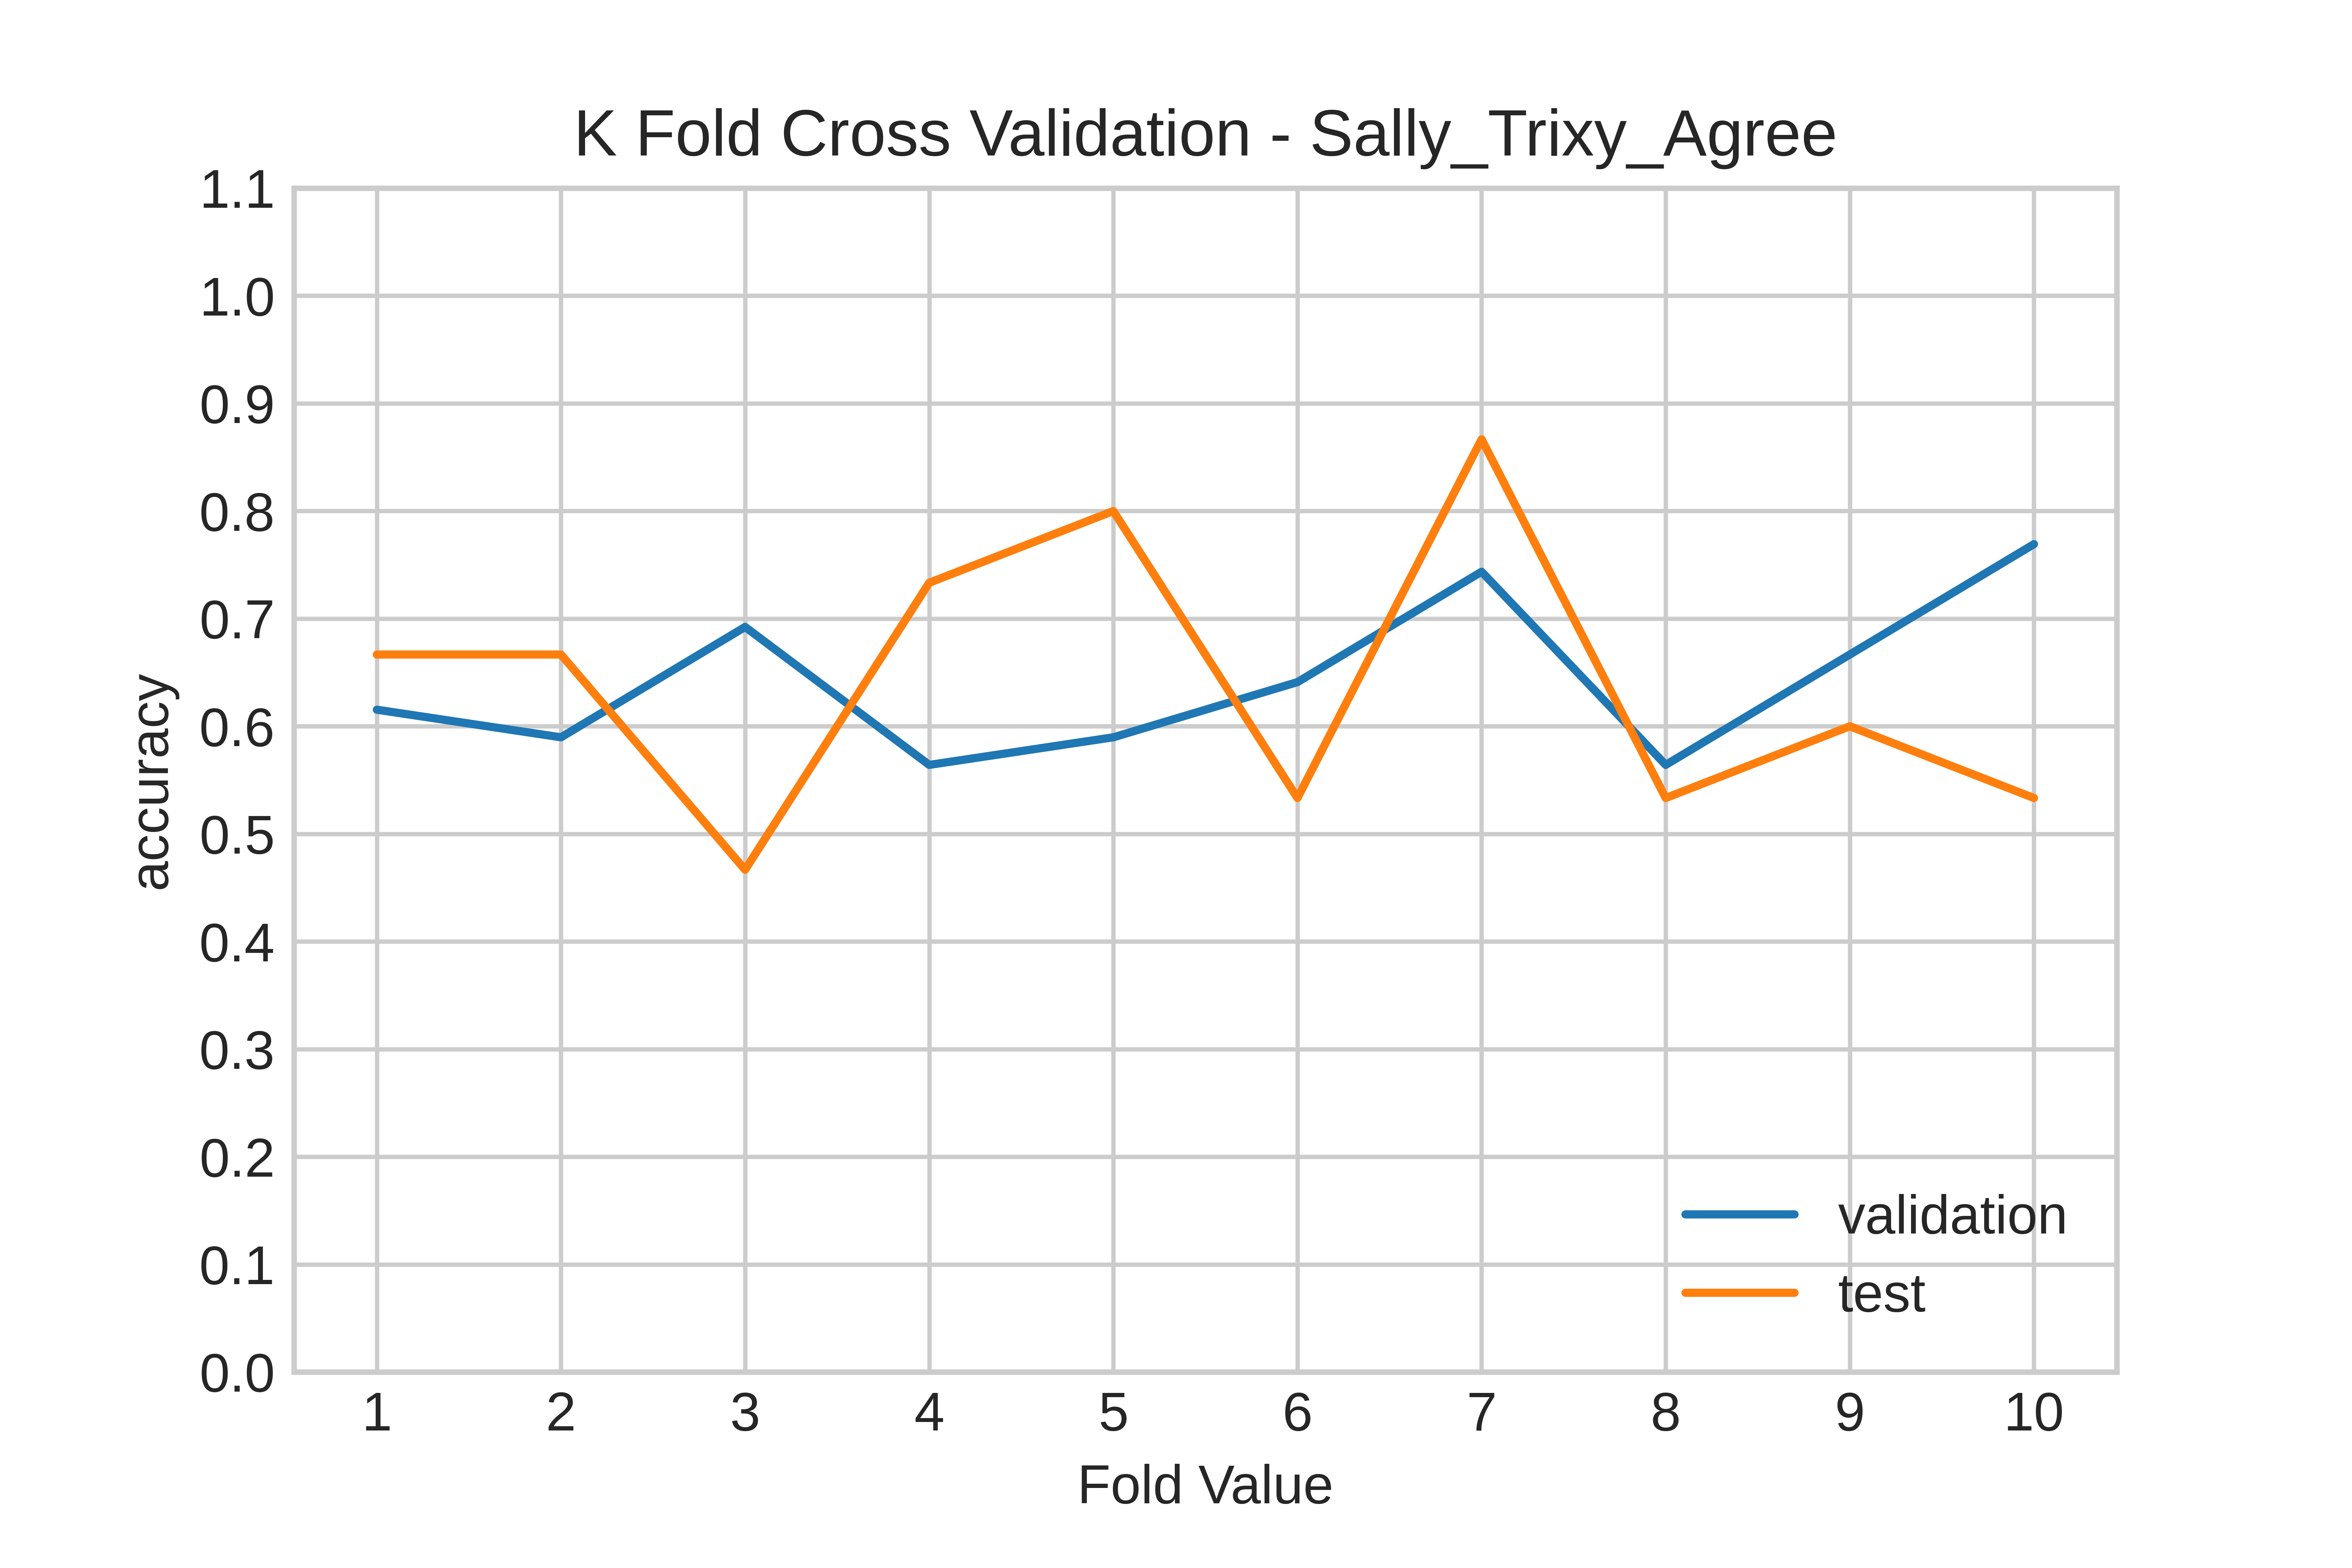 K Fold Cross Validation - Sally_Trixy_Agree
1.1
1.0
0.9
0.8
0.7
0.6
0.5
0.4
0.3
0.2
0.1
0.0
accuracy
validation
test
1 2 3 4 5 6 7 8 9 10
Fold Value